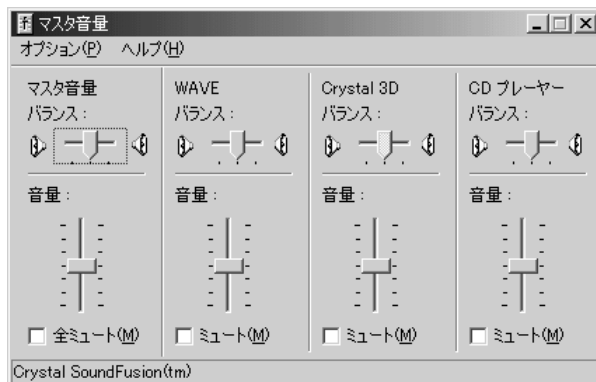 マスタ音量
オプション(P) ヘルプ(H)
マスタ音量 WAVE Crystal 3D CD プレーヤー
バランス : バランス : バランス : バランス :
音量 : 音量 : 音量 : 音量 :
全ミュート(M) ミュート(M) ミュート(M) ミュート(M)
Crystal SoundFusion(tm)